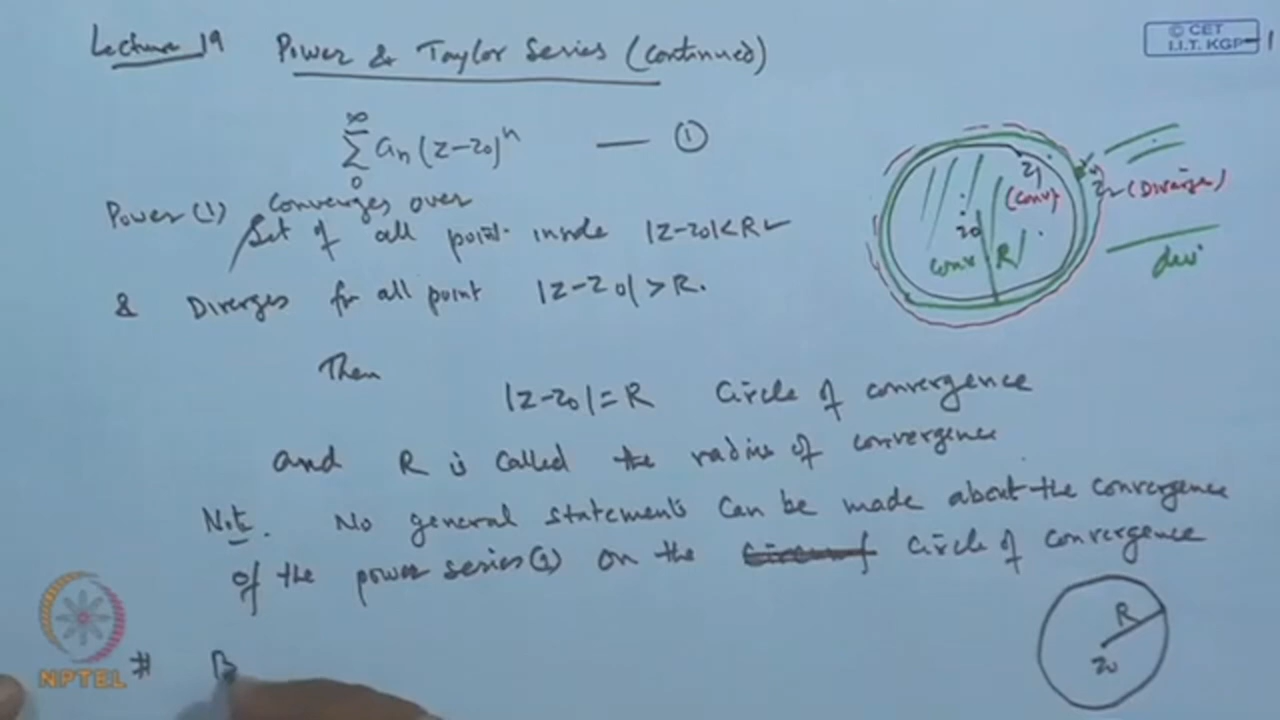 Lecture 19 Power & Taylor Series (Continued)
© CET
I.I.T. KGP
1
∞
Σ an (z-z0)^n — ①
0
Power (1) converges over
Set of all point inside |z-z0|<R
& Diverges for all point |z-z0| > R.
z1
(conv)
z2 (Diverges)
z0
conv R
Then
|z-z0| = R Circle of convergence
and R is called the radius of convergence
Note. No general statements can be made about the convergence
of the power series (1) on the circle of convergence
R
z0
# B
NPTEL